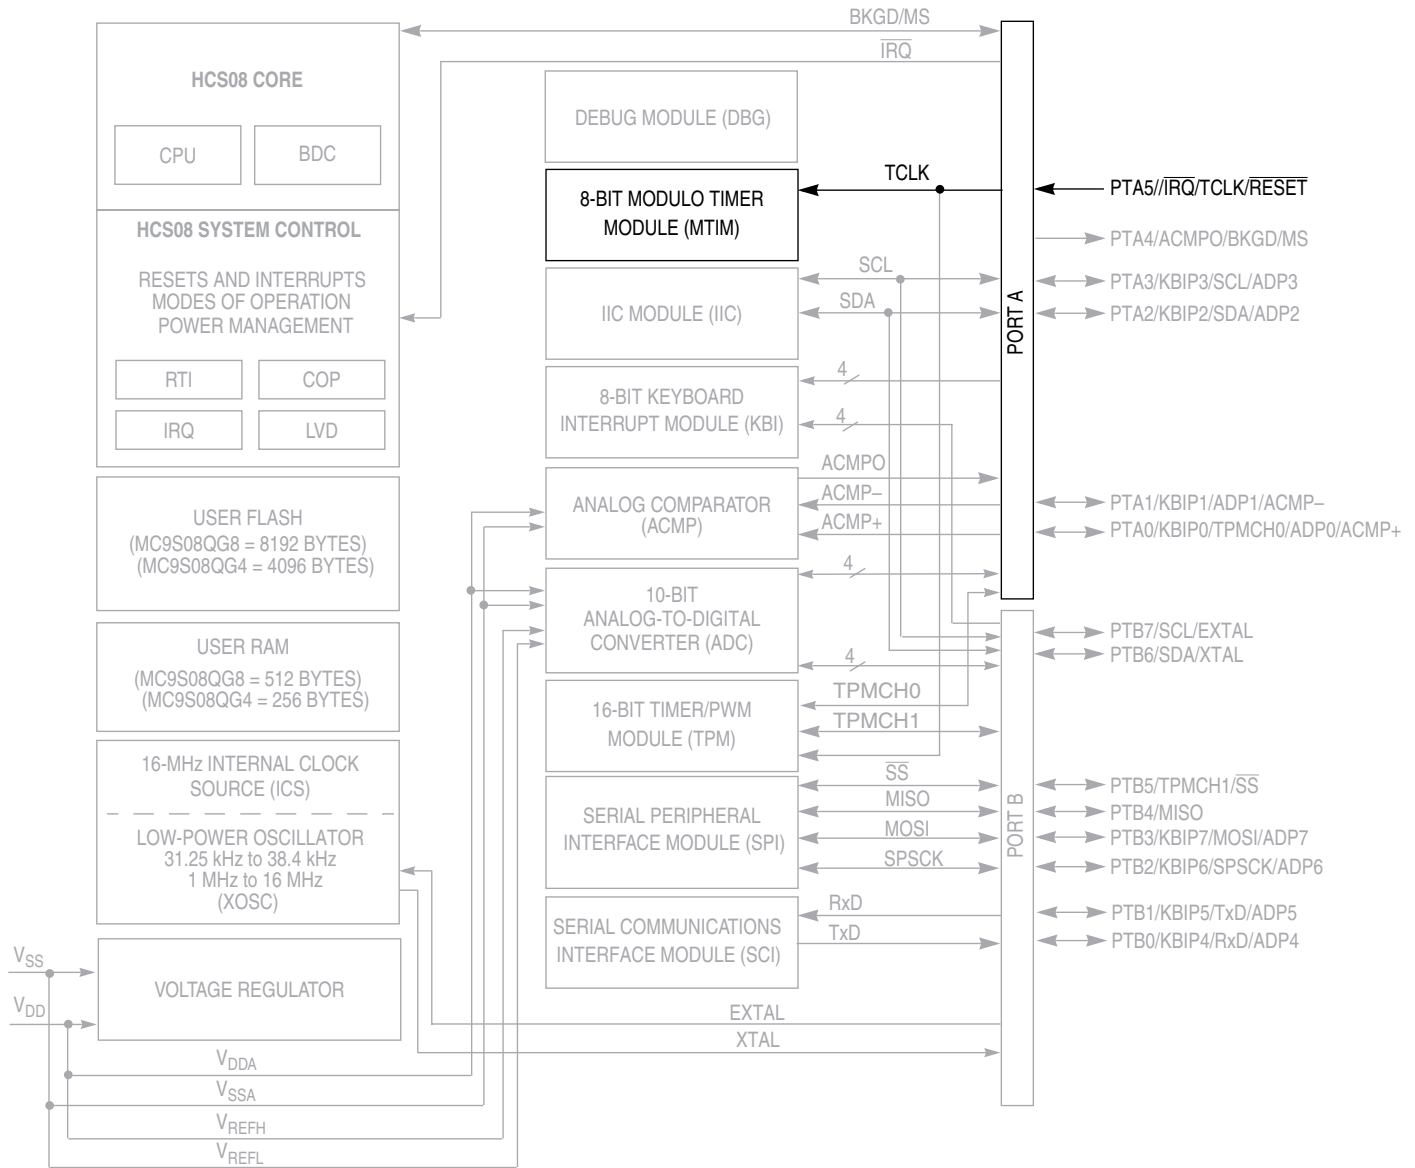 BKGD/MS
IRQ
HCS08 CORE
CPU
BDC
HCS08 SYSTEM CONTROL
RESETS AND INTERRUPTS
MODES OF OPERATION
POWER MANAGEMENT
RTI
COP
IRQ
LVD
USER FLASH
(MC9S08QG8 = 8192 BYTES)
(MC9S08QG4 = 4096 BYTES)
USER RAM
(MC9S08QG8 = 512 BYTES)
(MC9S08QG4 = 256 BYTES)
16-MHz INTERNAL CLOCK
SOURCE (ICS)
LOW-POWER OSCILLATOR
31.25 kHz to 38.4 kHz
1 MHz to 16 MHz
(XOSC)
VOLTAGE REGULATOR
VSS
VDD
VDDA
VSSA
VREFH
VREFL
DEBUG MODULE (DBG)
8-BIT MODULO TIMER
MODULE (MTIM)
TCLK
IIC MODULE (IIC)
SCL
SDA
8-BIT KEYBOARD
INTERRUPT MODULE (KBI)
4
4
ANALOG COMPARATOR
(ACMP)
ACMPO
ACMP–
ACMP+
10-BIT
ANALOG-TO-DIGITAL
CONVERTER (ADC)
4
4
16-BIT TIMER/PWM
MODULE (TPM)
TPMCH0
TPMCH1
SERIAL PERIPHERAL
INTERFACE MODULE (SPI)
SS
MISO
MOSI
SPSCK
SERIAL COMMUNICATIONS
INTERFACE MODULE (SCI)
RxD
TxD
EXTAL
XTAL
PORT A
PORT B
PTA5//IRQ/TCLK/RESET
PTA4/ACMPO/BKGD/MS
PTA3/KBIP3/SCL/ADP3
PTA2/KBIP2/SDA/ADP2
PTA1/KBIP1/ADP1/ACMP–
PTA0/KBIP0/TPMCH0/ADP0/ACMP+
PTB7/SCL/EXTAL
PTB6/SDA/XTAL
PTB5/TPMCH1/SS
PTB4/MISO
PTB3/KBIP7/MOSI/ADP7
PTB2/KBIP6/SPSCK/ADP6
PTB1/KBIP5/TxD/ADP5
PTB0/KBIP4/RxD/ADP4